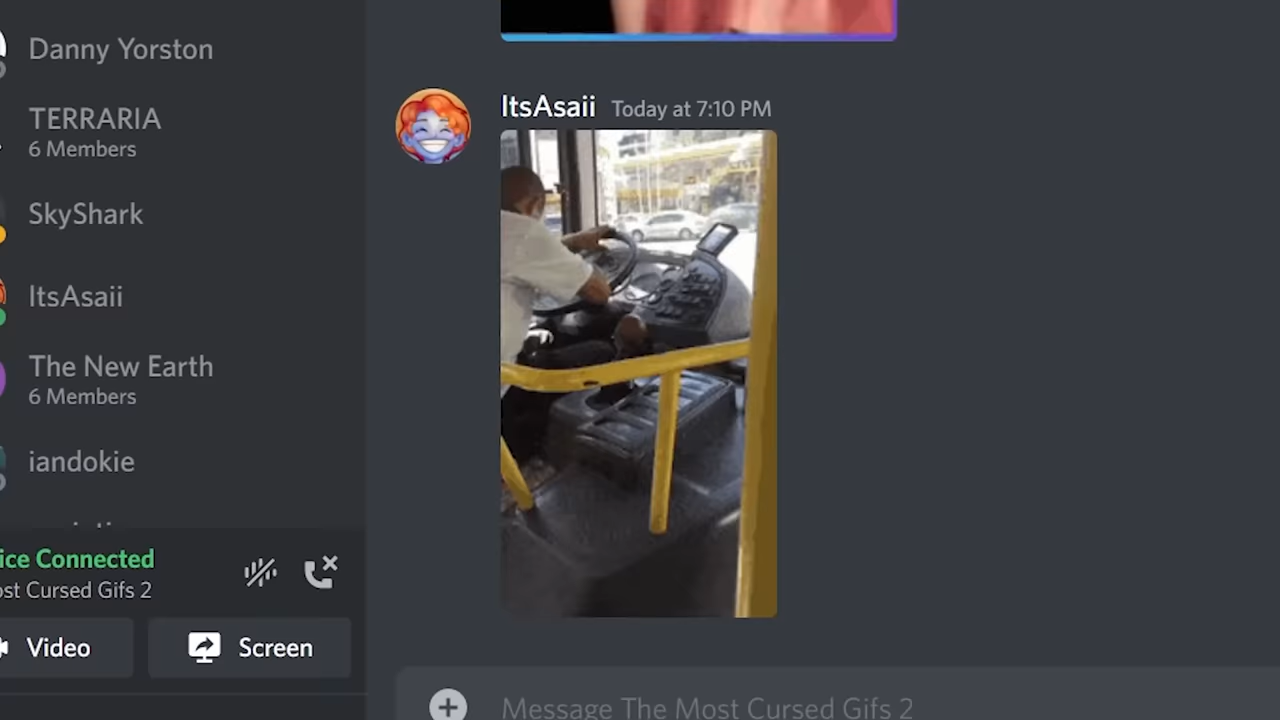 Danny Yorston
TERRARIA
6 Members
SkyShark
ItsAsaii
The New Earth
6 Members
iandokie
ice Connected
ost Cursed Gifs 2
Video
Screen
ItsAsaii Today at 7:10 PM
Message The Most Cursed Gifs 2